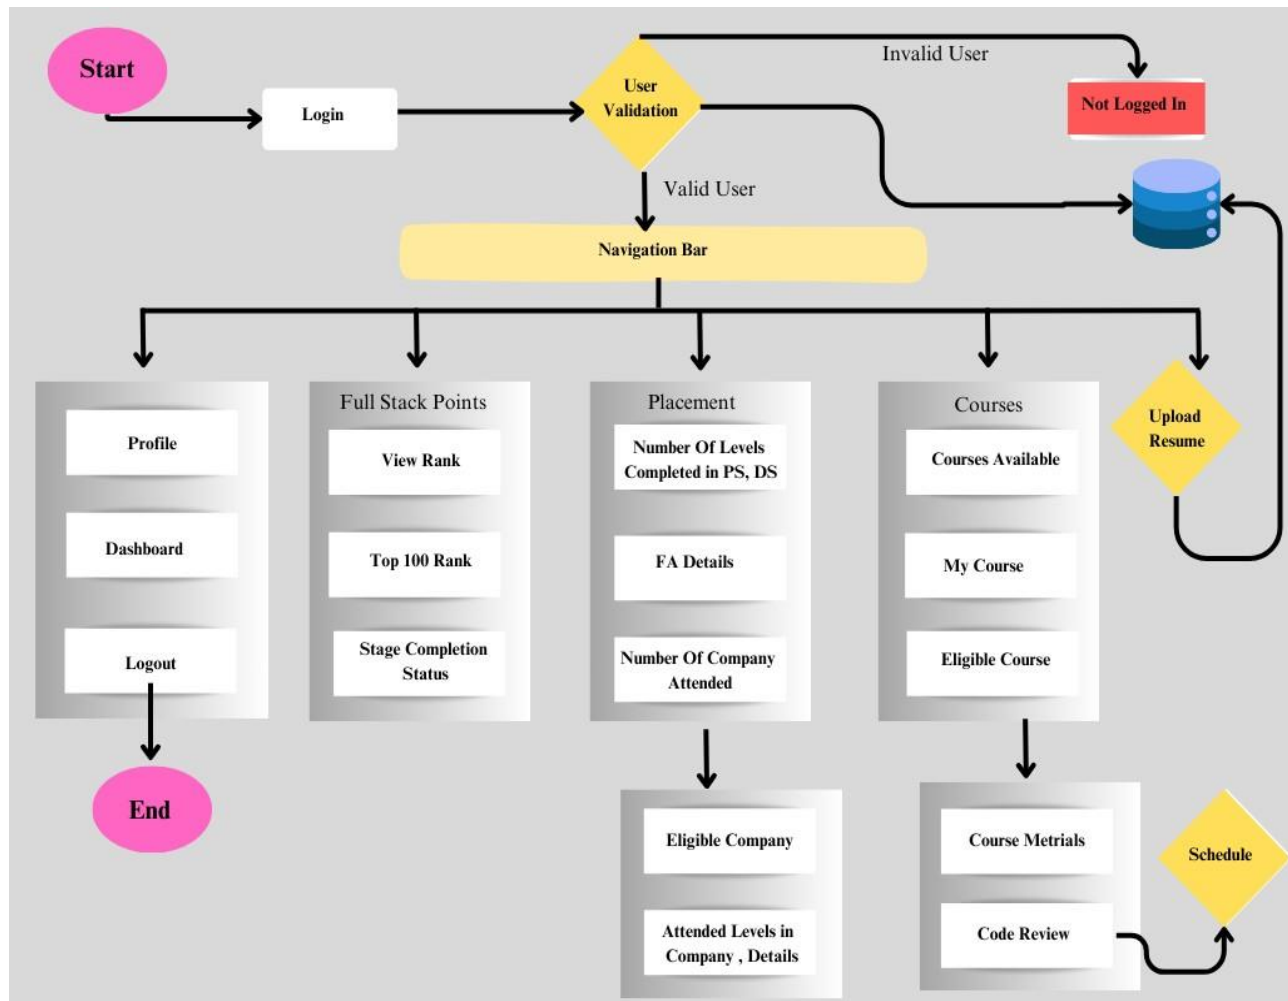 Start
Login
User
Validation
Invalid User
Not Logged In
Valid User
Navigation Bar
Profile
Dashboard
Logout
End
Full Stack Points
View Rank
Top 100 Rank
Stage Completion
Status
Placement
Number Of Levels
Completed in PS, DS
FA Details
Number Of Company
Attended
Eligible Company
Attended Levels in
Company , Details
Courses
Courses Available
My Course
Eligible Course
Course Metrials
Code Review
Schedule
Upload
Resume